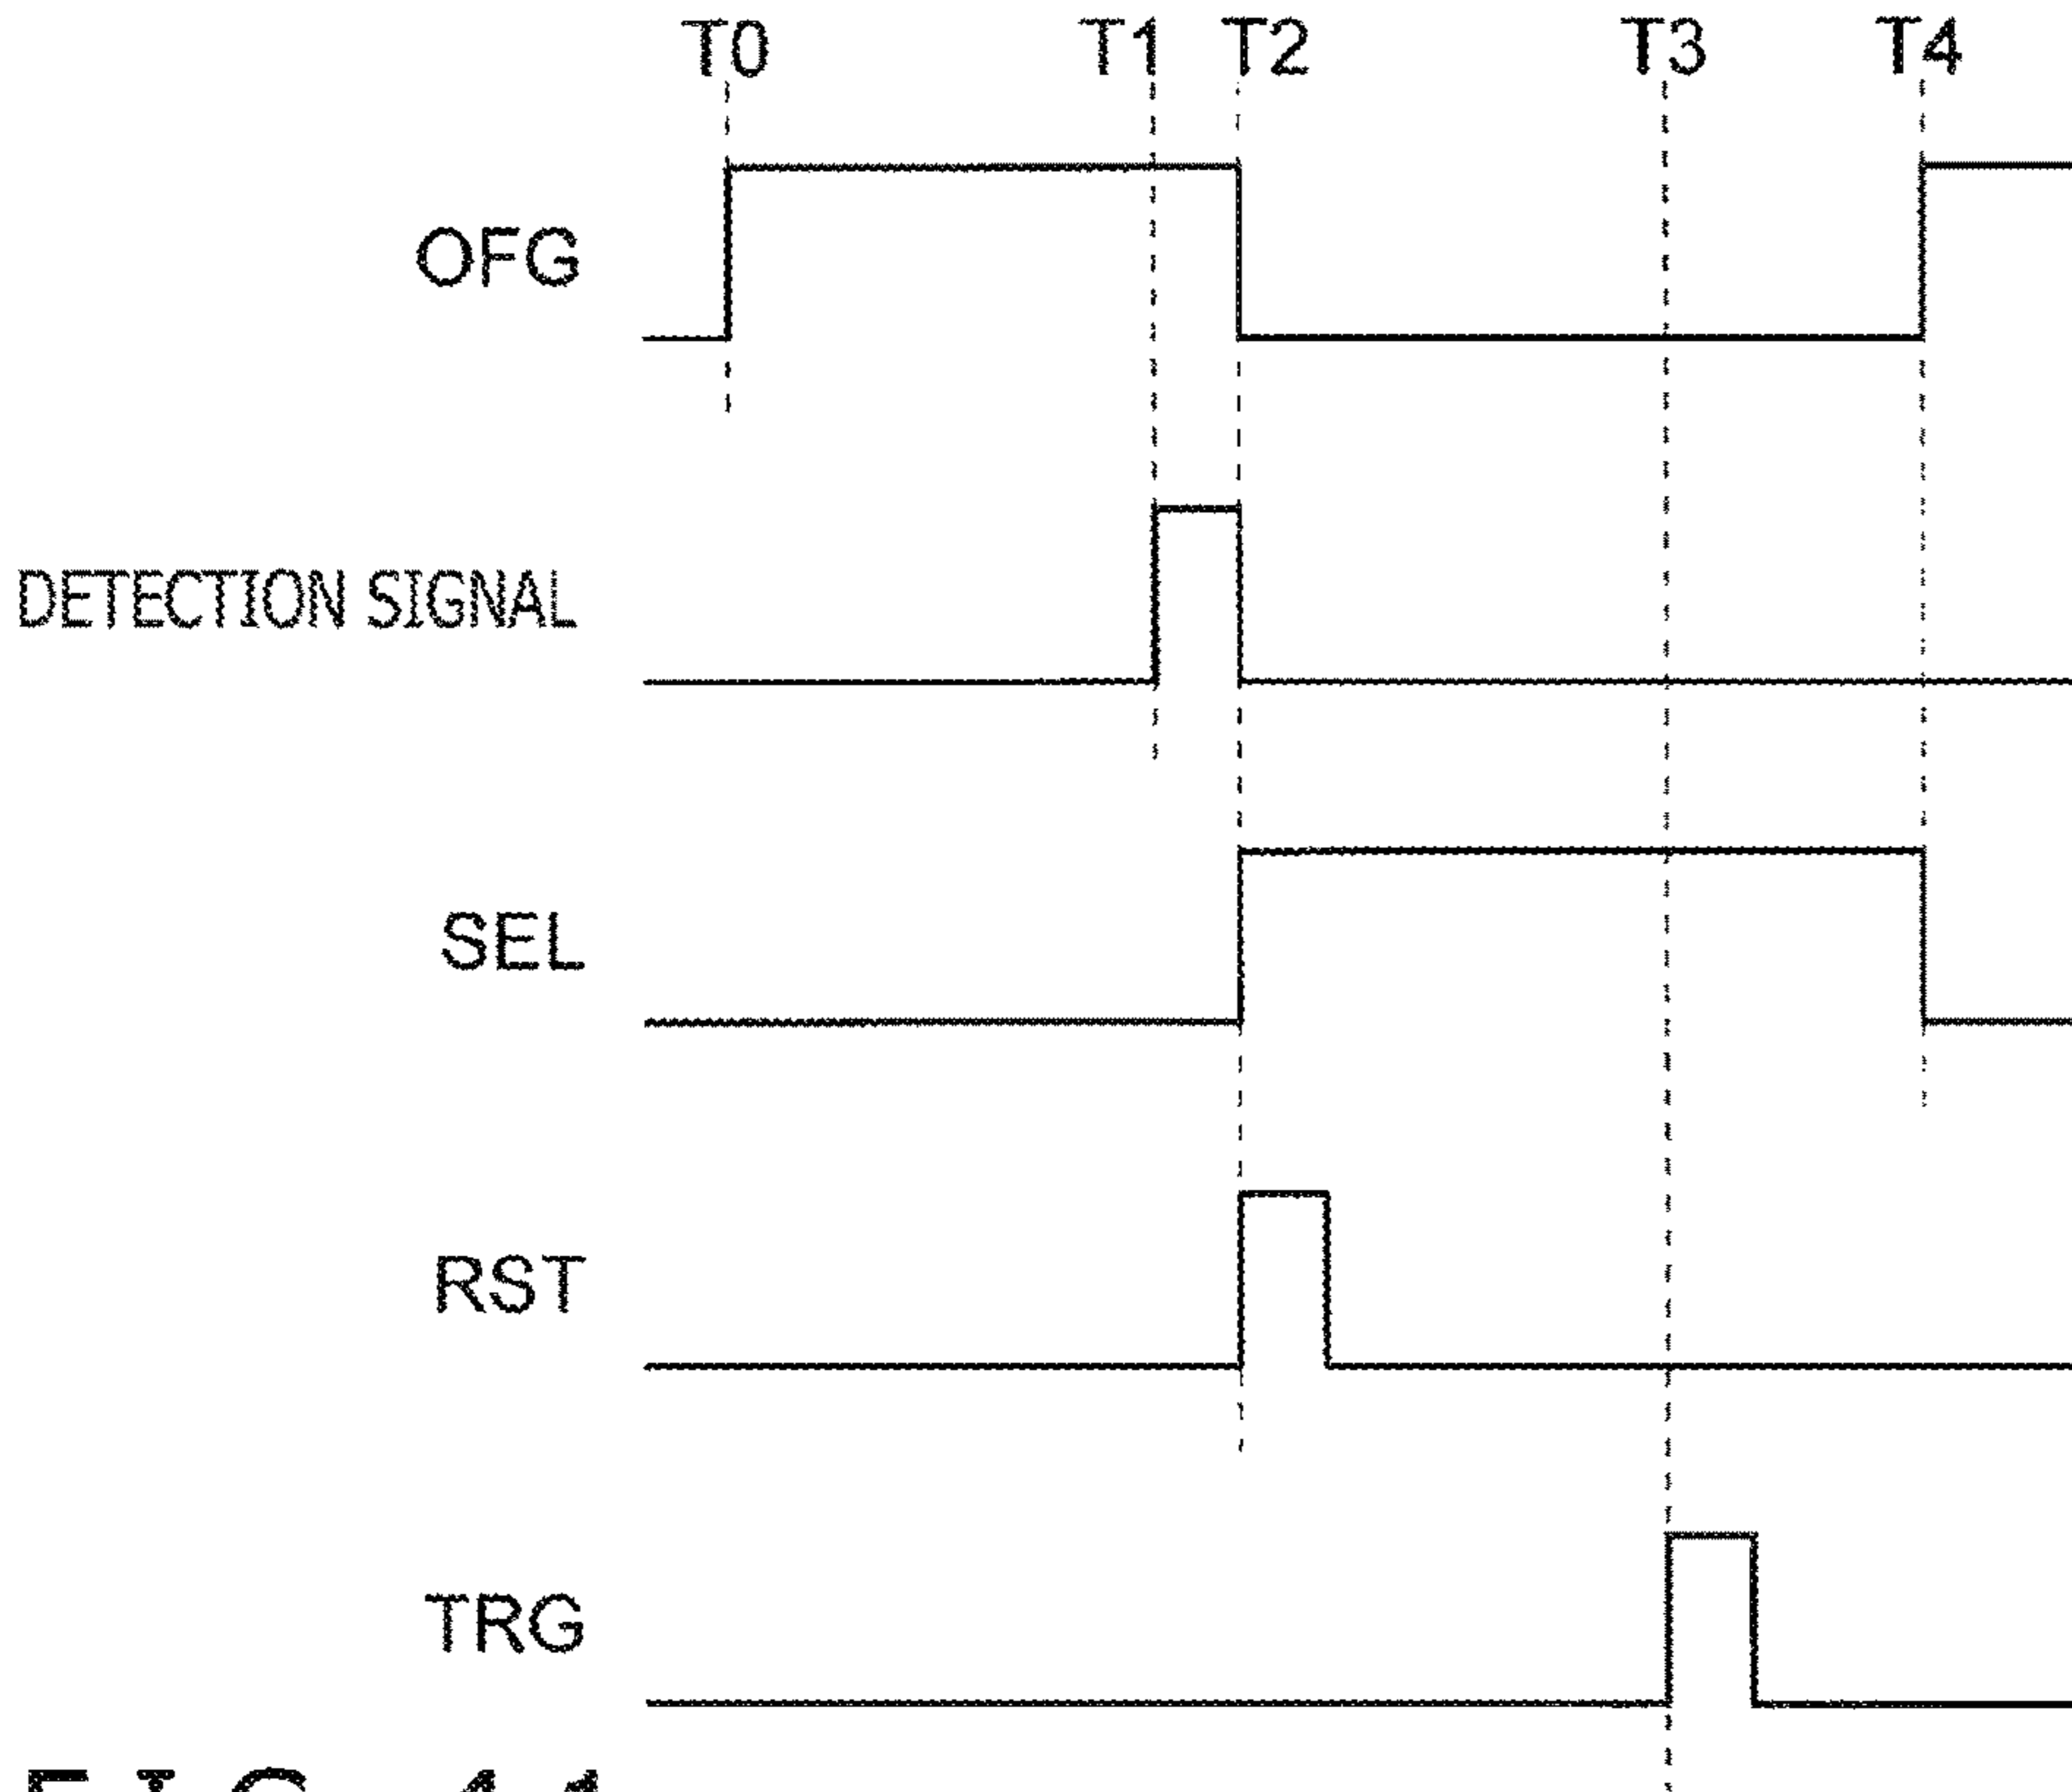 T0 T1 T2 T3 T4
OFG
DETECTION SIGNAL
SEL
RST
TRG